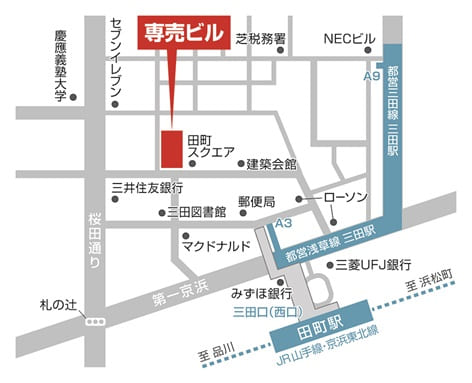 専売ビル
芝税務署
NECビル
セブンイレブン
慶應義塾大学
A9
都営三田線 三田駅
田町
スクエア
建築会館
三井住友銀行
三田図書館
郵便局
ローソン
A3
桜田通り
マクドナルド
都営浅草線 三田駅
三菱UFJ銀行
第一京浜
みずほ銀行
札の辻
三田口(西口)
田町駅
至 浜松町
至 品川
JR山手線・京浜東北線